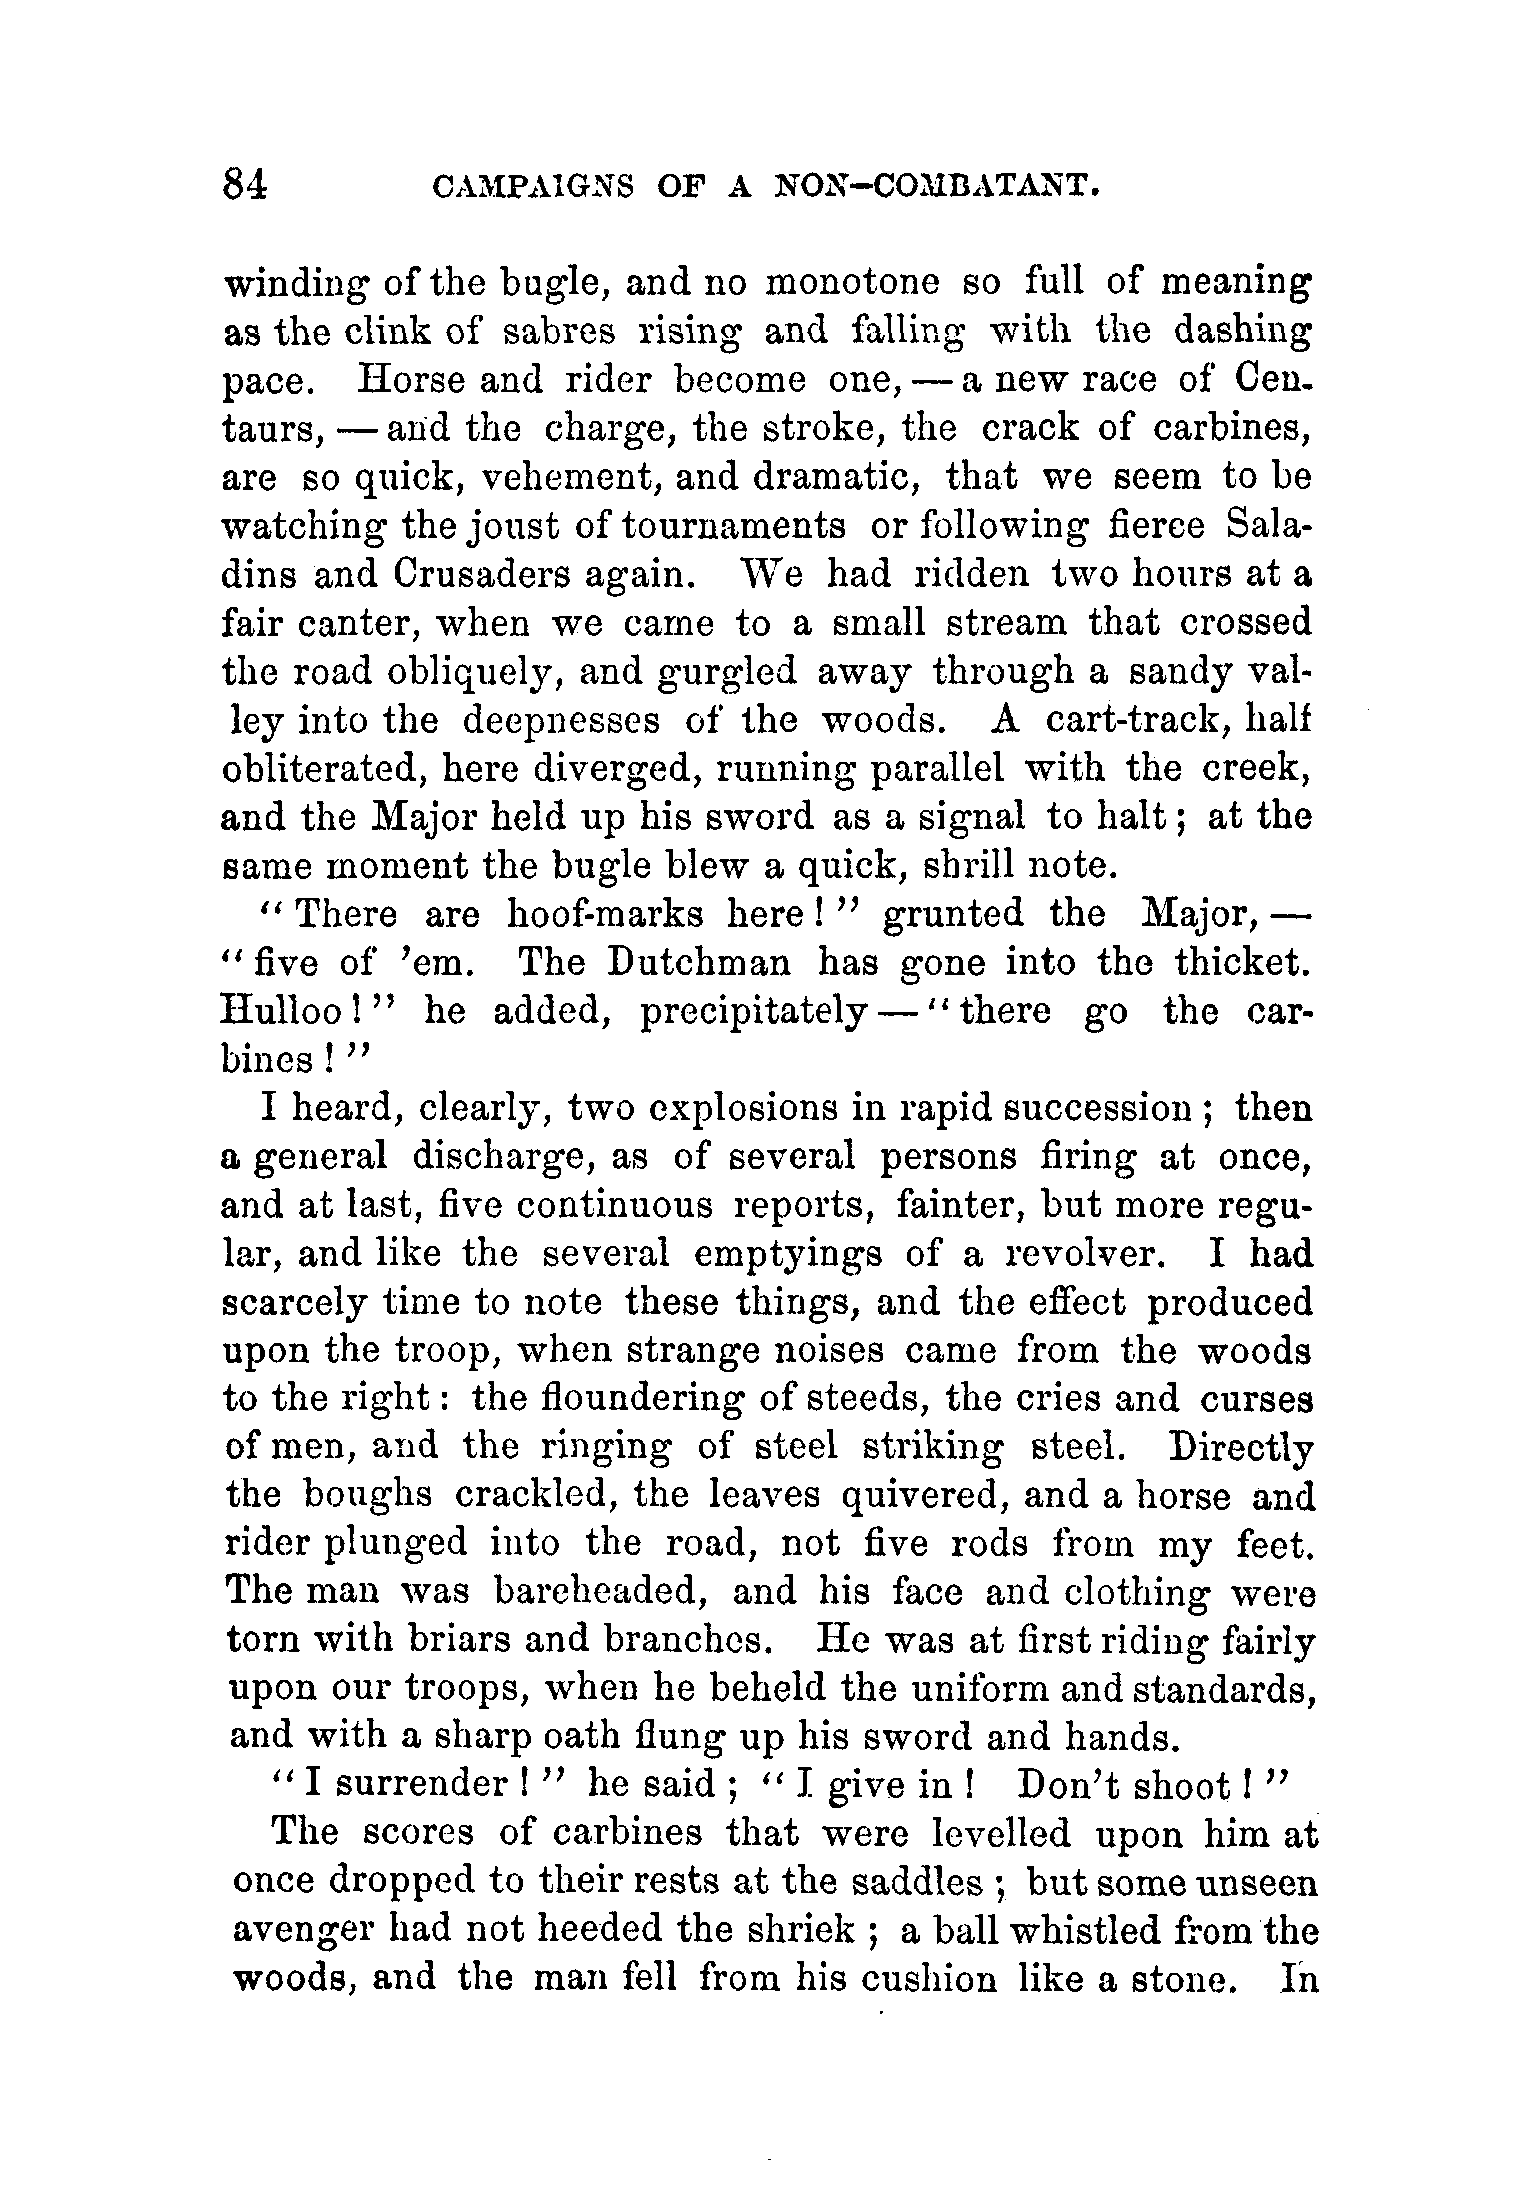 84 CAMPAIGNS OF A NON-COMBATANT.
winding of the bugle, and no monotone so full of meaning
as the clink of sabres rising and falling with the dashing
pace. Horse and rider become one, — a new race of Cen-
taurs, — and the charge, the stroke, the crack of carbines,
are so quick, vehement, and dramatic, that we seem to be
watching the joust of tournaments or following fierce Sala-
dins and Crusaders again. We had ridden two hours at a
fair canter, when we came to a small stream that crossed
the road obliquely, and gurgled away through a sandy val-
ley into the deepnesses of the woods. A cart-track, half
obliterated, here diverged, running parallel with the creek,
and the Major held up his sword as a signal to halt; at the
same moment the bugle blew a quick, shrill note.
"There are hoof-marks here!" grunted the Major, —
"five of 'em. The Dutchman has gone into the thicket.
Hulloo!" he added, precipitately — "there go the car-
bines!"
I heard, clearly, two explosions in rapid succession; then
a general discharge, as of several persons firing at once,
and at last, five continuous reports, fainter, but more regu-
lar, and like the several emptyings of a revolver. I had
scarcely time to note these things, and the effect produced
upon the troop, when strange noises came from the woods
to the right: the floundering of steeds, the cries and curses
of men, and the ringing of steel striking steel. Directly
the boughs crackled, the leaves quivered, and a horse and
rider plunged into the road, not five rods from my feet.
The man was bareheaded, and his face and clothing were
torn with briars and branches. He was at first riding fairly
upon our troops, when he beheld the uniform and standards,
and with a sharp oath flung up his sword and hands.
"I surrender!" he said; "I give in! Don't shoot!"
The scores of carbines that were levelled upon him at
once dropped to their rests at the saddles; but some unseen
avenger had not heeded the shriek; a ball whistled from the
woods, and the man fell from his cushion like a stone. In